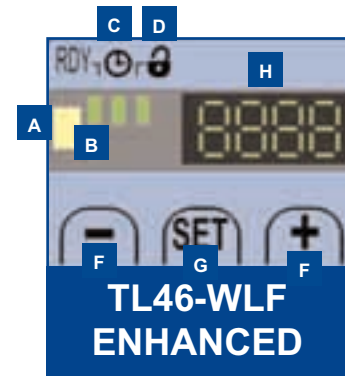 C D
RDY H
A
B
8888
- SET +
F G F
TL46-WLF
ENHANCED